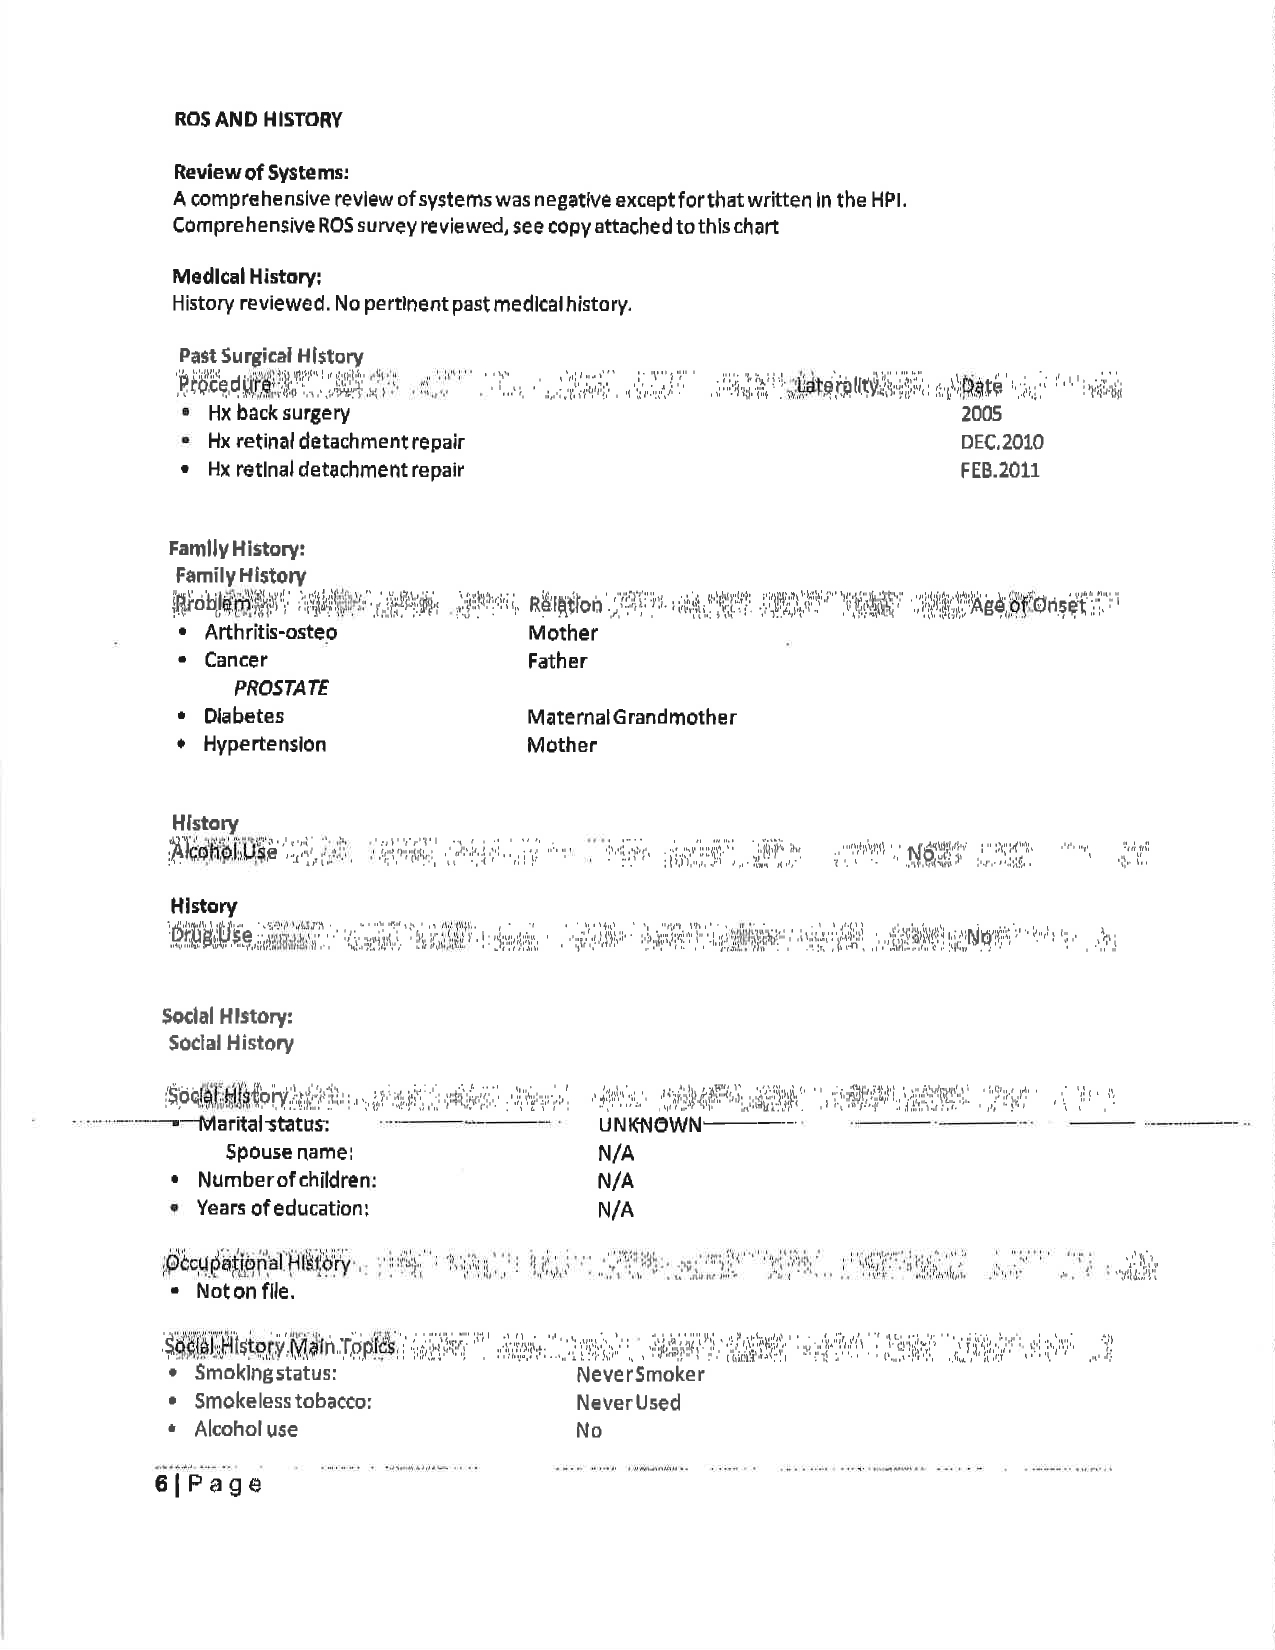 ROS AND HISTORY
Review of Systems:
A comprehensive review of systems was negative except for that written in the HPI.
Comprehensive ROS survey reviewed, see copy attached to this chart
Medical History:
History reviewed. No pertinent past medical history.
Past Surgical History
Procedure Laterality Date
• Hx back surgery 2005
• Hx retinal detachment repair DEC.2010
• Hx retinal detachment repair FEB.2011
Family History:
Family History
Problem Relation Age of Onset
• Arthritis-osteo Mother
• Cancer Father
PROSTATE
• Diabetes Maternal Grandmother
• Hypertension Mother
History
Alcohol Use No
History
Drug Use No
Social History:
Social History
Social History
• Marital status: UNKNOWN
Spouse name: N/A
• Number of children: N/A
• Years of education: N/A
Occupational History
• Not on file.
Social History Main Topics
• Smoking status: Never Smoker
• Smokeless tobacco: Never Used
• Alcohol use No
6 | Page